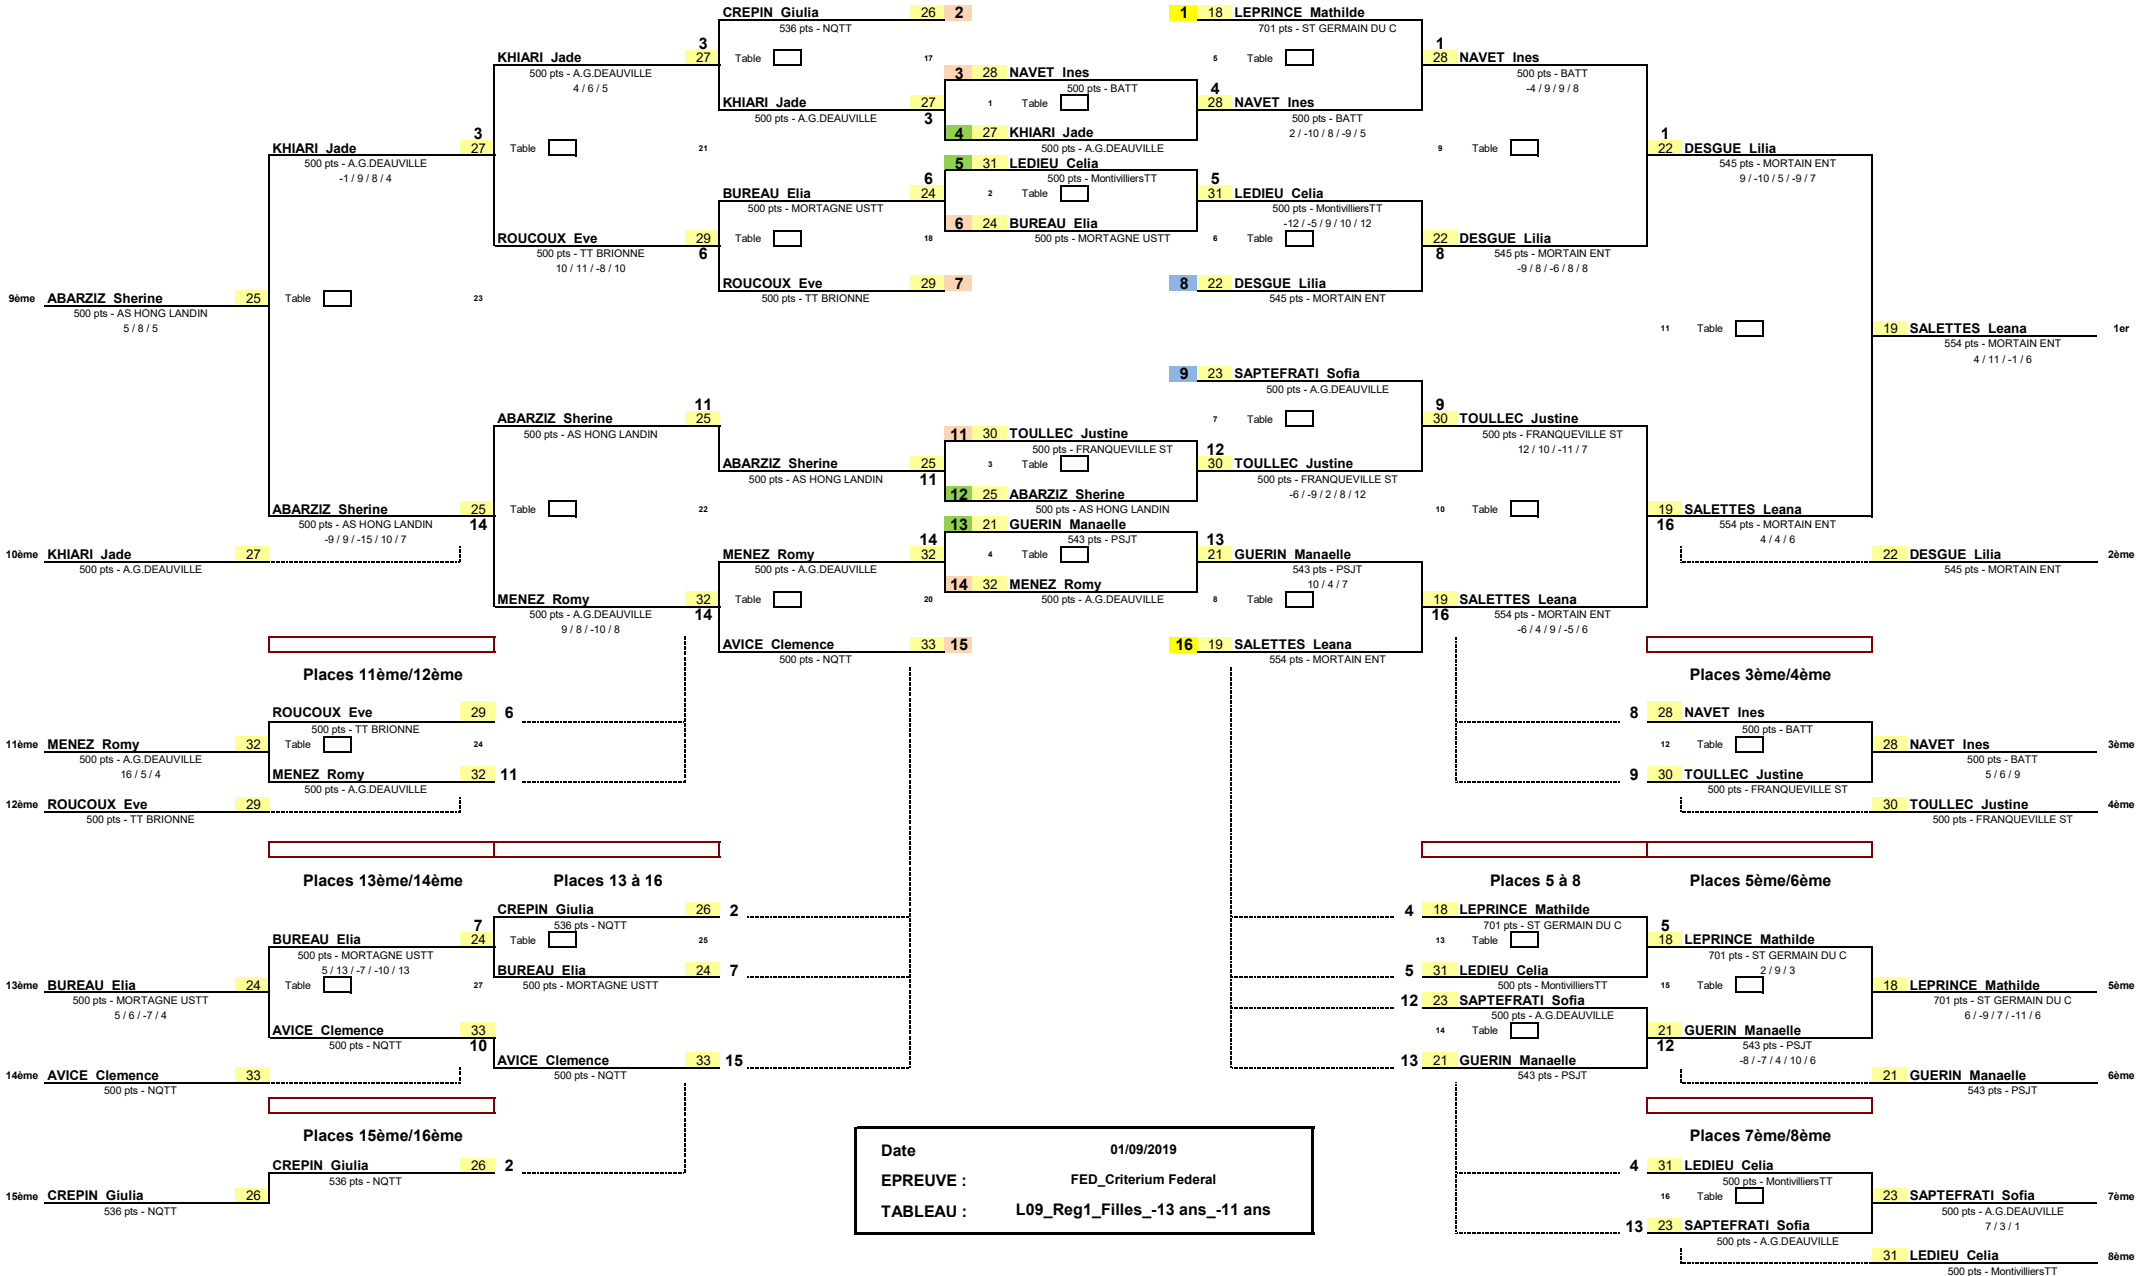 CREPIN Giulia 26 2
536 pts - NQTT
3
KHIARI Jade 27
500 pts - A.G.DEAUVILLE
4 / 6 / 5
Table 17
KHIARI Jade 27
500 pts - A.G.DEAUVILLE
3
3
KHIARI Jade 27
500 pts - A.G.DEAUVILLE
-1 / 9 / 8 / 4
Table 21
6
BUREAU Elia 24
500 pts - MORTAGNE USTT
ROUCOUX Eve 29
500 pts - TT BRIONNE
6
10 / 11 / -8 / 10
Table 18
ROUCOUX Eve 29 7
500 pts - TT BRIONNE
9ème ABARZIZ Sherine 25
500 pts - AS HONG LANDIN
5 / 8 / 5
Table 23
11
ABARZIZ Sherine 25
500 pts - AS HONG LANDIN
ABARZIZ Sherine 25
500 pts - AS HONG LANDIN
11
ABARZIZ Sherine 25
500 pts - AS HONG LANDIN
14
-9 / 9 / -15 / 10 / 7
Table 22
10ème KHIARI Jade 27
500 pts - A.G.DEAUVILLE
14
MENEZ Romy 32
500 pts - A.G.DEAUVILLE
MENEZ Romy 32
500 pts - A.G.DEAUVILLE
14
9 / 8 / -10 / 8
Table 20
AVICE Clemence 33 15
500 pts - NQTT
1 18 LEPRINCE Mathilde
701 pts - ST GERMAIN DU C
5 Table
1
28 NAVET Ines
500 pts - BATT
-4 / 9 / 9 / 8
3 28 NAVET Ines
500 pts - BATT
1 Table
4
28 NAVET Ines
500 pts - BATT
2 / -10 / 8 / -9 / 5
4 27 KHIARI Jade
500 pts - A.G.DEAUVILLE
9 Table
1
22 DESGUE Lilia
545 pts - MORTAIN ENT
9 / -10 / 5 / -9 / 7
5 31 LEDIEU Celia
500 pts - MontivilliersTT
2 Table
5
31 LEDIEU Celia
500 pts - MontivilliersTT
-12 / -5 / 9 / 10 / 12
6 24 BUREAU Elia
500 pts - MORTAGNE USTT
6 Table
22 DESGUE Lilia
8
545 pts - MORTAIN ENT
-9 / 8 / -6 / 8 / 8
8 22 DESGUE Lilia
545 pts - MORTAIN ENT
11 Table
19 SALETTES Leana 1er
554 pts - MORTAIN ENT
4 / 11 / -1 / 6
9 23 SAPTEFRATI Sofia
500 pts - A.G.DEAUVILLE
7 Table
9
30 TOULLEC Justine
500 pts - FRANQUEVILLE ST
12 / 10 / -11 / 7
11 30 TOULLEC Justine
500 pts - FRANQUEVILLE ST
3 Table
12
30 TOULLEC Justine
500 pts - FRANQUEVILLE ST
-6 / -9 / 2 / 8 / 12
12 25 ABARZIZ Sherine
500 pts - AS HONG LANDIN
10 Table
19 SALETTES Leana
16
554 pts - MORTAIN ENT
4 / 4 / 6
13 21 GUERIN Manaelle
543 pts - PSJT
4 Table
13
21 GUERIN Manaelle
543 pts - PSJT
10 / 4 / 7
14 32 MENEZ Romy
500 pts - A.G.DEAUVILLE
22 DESGUE Lilia 2ème
545 pts - MORTAIN ENT
8 Table
19 SALETTES Leana
16
554 pts - MORTAIN ENT
-6 / 4 / 9 / -5 / 6
16 19 SALETTES Leana
554 pts - MORTAIN ENT
Places 11ème/12ème
ROUCOUX Eve 29 6
500 pts - TT BRIONNE
11ème MENEZ Romy 32
500 pts - A.G.DEAUVILLE
16 / 5 / 4
Table 24
MENEZ Romy 32 11
500 pts - A.G.DEAUVILLE
12ème ROUCOUX Eve 29
500 pts - TT BRIONNE
Places 3ème/4ème
8 28 NAVET Ines
500 pts - BATT
12 Table
28 NAVET Ines 3ème
500 pts - BATT
5 / 6 / 9
9 30 TOULLEC Justine
500 pts - FRANQUEVILLE ST
30 TOULLEC Justine 4ème
500 pts - FRANQUEVILLE ST
Places 13ème/14ème Places 13 à 16
CREPIN Giulia 26 2
536 pts - NQTT
7
BUREAU Elia 24
500 pts - MORTAGNE USTT
5 / 13 / -7 / -10 / 13
Table 25
BUREAU Elia 24 7
500 pts - MORTAGNE USTT
13ème BUREAU Elia 24
500 pts - MORTAGNE USTT
5 / 6 / -7 / 4
Table 27
AVICE Clemence 33
500 pts - NQTT
10
AVICE Clemence 33 15
500 pts - NQTT
14ème AVICE Clemence 33
500 pts - NQTT
Places 5 à 8 Places 5ème/6ème
4 18 LEPRINCE Mathilde
701 pts - ST GERMAIN DU C
13 Table
5
18 LEPRINCE Mathilde
701 pts - ST GERMAIN DU C
2 / 9 / 3
5 31 LEDIEU Celia
500 pts - MontivilliersTT
15 Table
18 LEPRINCE Mathilde 5ème
701 pts - ST GERMAIN DU C
6 / -9 / 7 / -11 / 6
12 23 SAPTEFRATI Sofia
500 pts - A.G.DEAUVILLE
14 Table
21 GUERIN Manaelle
12
543 pts - PSJT
-8 / -7 / 4 / 10 / 6
13 21 GUERIN Manaelle
543 pts - PSJT
21 GUERIN Manaelle 6ème
543 pts - PSJT
Places 15ème/16ème
CREPIN Giulia 26 2
536 pts - NQTT
15ème CREPIN Giulia 26
536 pts - NQTT
Date 01/09/2019
EPREUVE : FED_Criterium Federal
TABLEAU : L09_Reg1_Filles_-13 ans_-11 ans
Places 7ème/8ème
4 31 LEDIEU Celia
500 pts - MontivilliersTT
16 Table
23 SAPTEFRATI Sofia 7ème
500 pts - A.G.DEAUVILLE
7 / 3 / 1
13 23 SAPTEFRATI Sofia
500 pts - A.G.DEAUVILLE
31 LEDIEU Celia 8ème
500 pts - MontivilliersTT